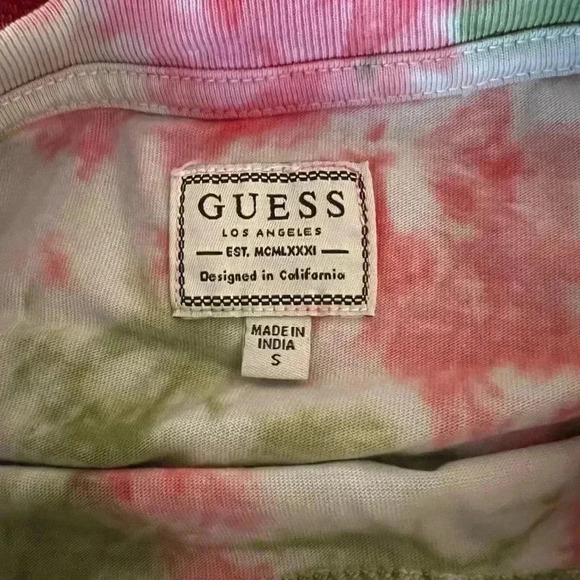 GUESS
LOS ANGELES
EST. MCMLXXXI
Designed in California
MADE IN
INDIA
S